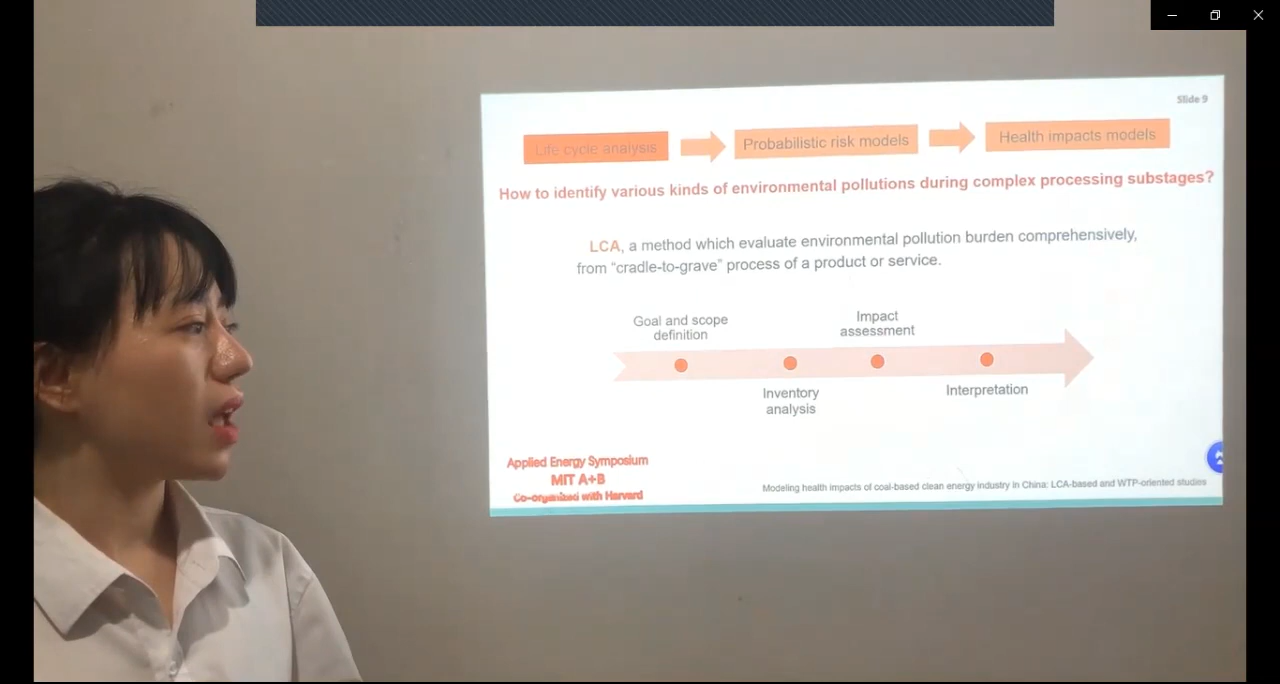 Slide 9
Life cycle analysis
Probabilistic risk models
Health impacts models
How to identify various kinds of environmental pollutions during complex processing substages?
LCA, a method which evaluate environmental pollution burden comprehensively,
from “cradle-to-grave” process of a product or service.
Goal and scope
definition
Impact
assessment
Inventory
analysis
Interpretation
Applied Energy Symposium
MIT A+B
Co-organized with Harvard
Modeling health impacts of coal-based clean energy industry in China: LCA-based and WTP-oriented studies